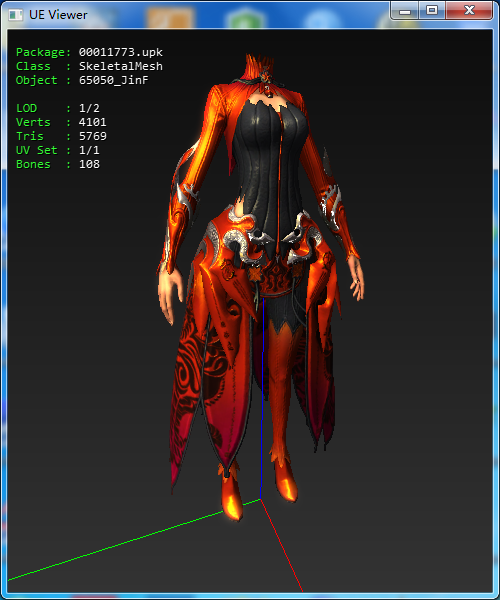 UE Viewer
Package: 00011773.upk
Class  : SkeletalMesh
Object : 65050_JinF
LOD    : 1/2
Verts  : 4101
Tris   : 5769
UV Set : 1/1
Bones  : 108